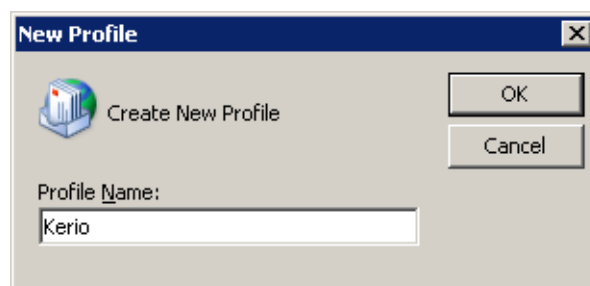 New Profile
Create New Profile
OK
Cancel
Profile Name:
Kerio